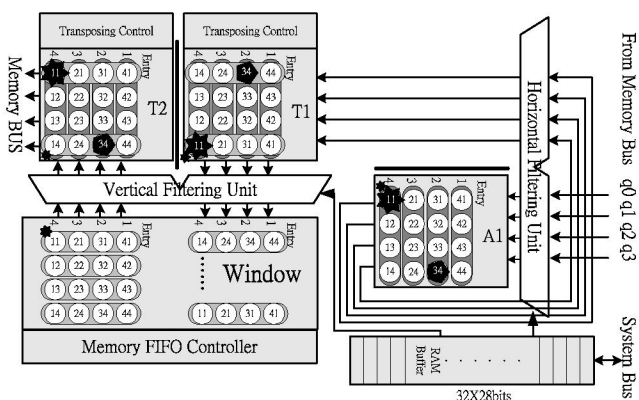 Transposing Control
Transposing Control
4 3 2 1 Entry
4 3 2 1 Entry
11 21 31 41
12 22 32 42
13 23 33 43
14 24 34 44
T2
14 24 34 44
13 23 33 43
12 22 32 42
11 21 31 41
T1
Memory BUS
From Memory Bus
Horizontal Filtering Unit
q0 q1 q2 q3
Vertical Filtering Unit
4 3 2 1 Entry
11 21 31 41
12 22 32 42
13 23 33 43
14 24 34 44
A1
4 3 2 1 Entry
11 21 31 41
12 22 32 42
13 23 33 43
14 24 34 44
4 3 2 1 Entry
14 24 34 44
Window
11 21 31 41
Memory FIFO Controller
RAM Buffer
System Bus
32X28bits